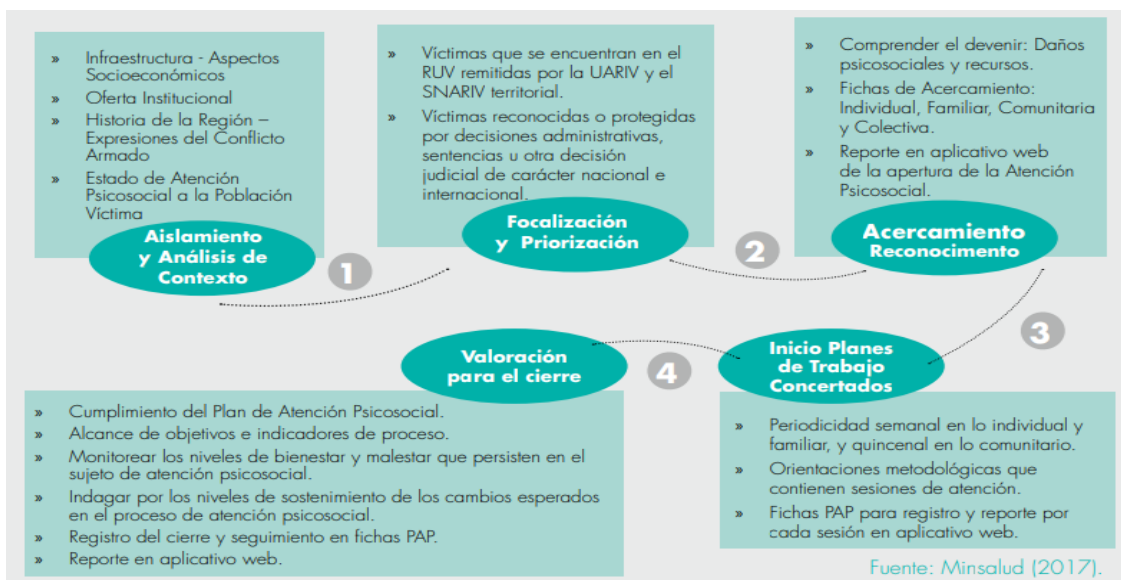 » Infraestructura - Aspectos
Socioeconómicos
» Oferta Institucional
» Historia de la Región –
Expresiones del Conflicto
Armado
» Estado de Atención
Psicosocial a la Población
Víctima
Aislamiento
y Análisis de
Contexto
1
» Víctimas que se encuentran en el
RUV remitidas por la UARIV y el
SNARIV territorial.
» Víctimas reconocidas o protegidas
por decisiones administrativas,
sentencias u otra decisión
judicial de carácter nacional e
internacional.
Focalización
y Priorización
2
» Comprender el devenir: Daños
psicosociales y recursos.
» Fichas de Acercamiento:
Individual, Familiar, Comunitaria
y Colectiva.
» Reporte en aplicativo web
de la apertura de la Atención
Psicosocial.
Acercamiento
Reconocimento
3
Inicio Planes
de Trabajo
Concertados
» Periodicidad semanal en lo individual y
familiar, y quincenal en lo comunitario.
» Orientaciones metodológicas que
contienen sesiones de atención.
» Fichas PAP para registro y reporte por
cada sesión en aplicativo web.
4
Valoración
para el cierre
» Cumplimiento del Plan de Atención Psicosocial.
» Alcance de objetivos e indicadores de proceso.
» Monitorear los niveles de bienestar y malestar que persisten en el
sujeto de atención psicosocial.
» Indagar por los niveles de sostenimiento de los cambios esperados
en el proceso de atención psicosocial.
» Registro del cierre y seguimiento en fichas PAP.
» Reporte en aplicativo web.
Fuente: Minsalud (2017).